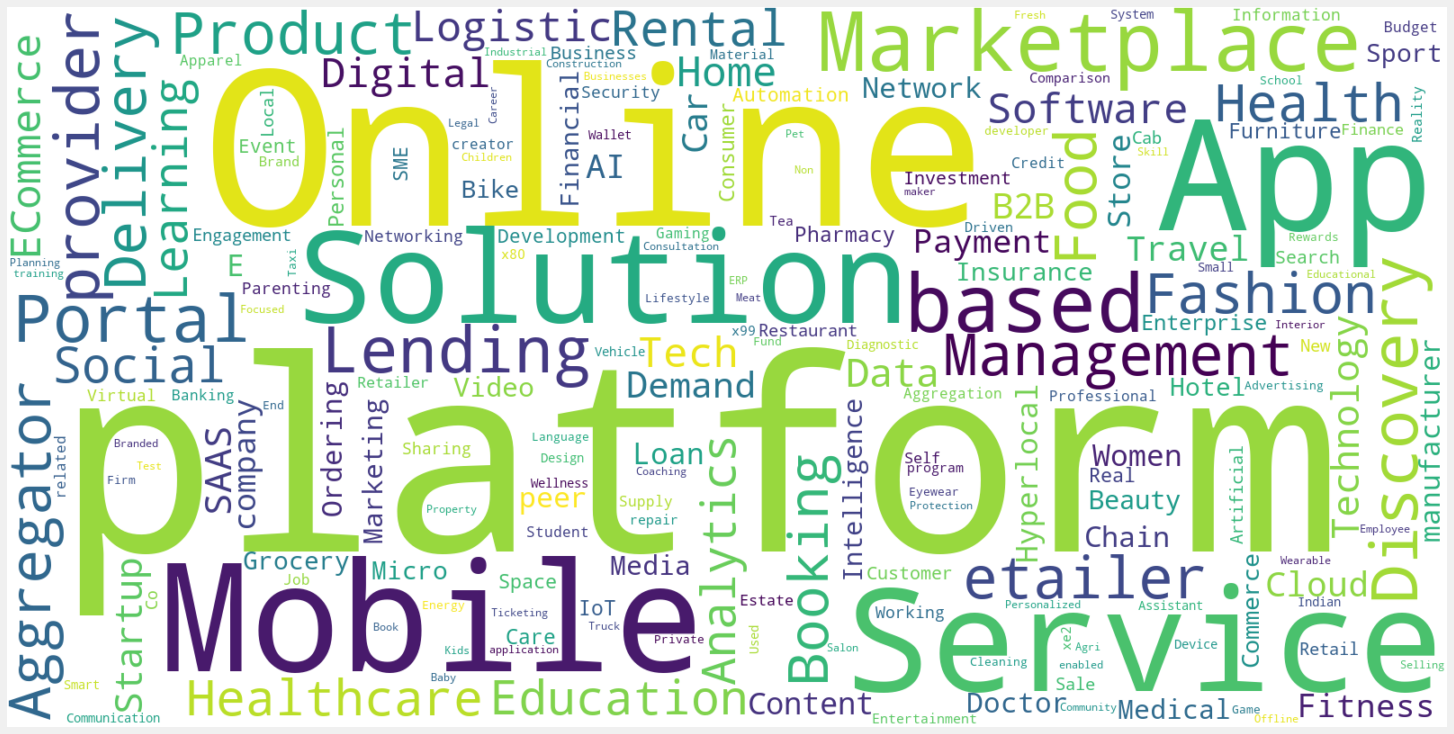 Product
Logistic
Rental
Marketplace
Fresh
System
Information
Budget
Sport
Apparel
Industrial
Business
Construction
Material
Businesses
Digital
Security
Home
Automation
Network
Comparison
School
Software
Health
Reality
ECommerce
provider
Delivery
Learning
Online
Local
Event
Brand
Personal
SME
Legal
Career
creator
Children
Bike
Financial
Wallet
AI
Car
Consumer
Pet
Non
Investment
maker
developer
Credit
B2B
Food
Store
Cab
Skill
Furniture
Finance
App
Engagement
Networking
Development
Gaming
Consultation
Tea
Pharmacy
Driven
Payment
Travel
Rewards
Search
Planning
training
E
Taxi
Parenting
Focused
Solution
x80
ERP
Lifestyle
Meat
Insurance
Small
Educational
based
Fashion
Portal
x99
Restaurant
Fund
Enterprise
Interior
Social
Lending
Vehicle
Tech
Diagnostic
Management
New
Discovery
Virtual
Banking
Retailer
Video
Demand
Data
Aggregation
Professional
Hotel
Advertising
Technology
manufacturer
Aggregator
related
platform
End
SAAS
company
Ordering
Marketing
Sharing
Language
Design
Loan
Coaching
Analytics
Booking
Intelligence
Self
program
Hyperlocal
Women
Real
Beauty
Artificial
Branded
Test
Firm
Wellness
peer
Supply
Property
Student
repair
Eyewear
Protection
Chain
Employee
Grocery
Job
Micro
Space
Media
Customer
etailer
Commerce
Wearable
Cloud
Startup
Co
Mobile
Energy
Ticketing
IoT
Estate
Working
Personalized
Assistant
Indian
Book
Care
Truck
application
Private
Used
Service
Kids
Salon
Cleaning
xe2
Agri
enabled
Device
Retail
Selling
Smart
Baby
Sale
Communication
Healthcare
Education
Content
Entertainment
Doctor
Community
Medical
Game
Offline
Fitness